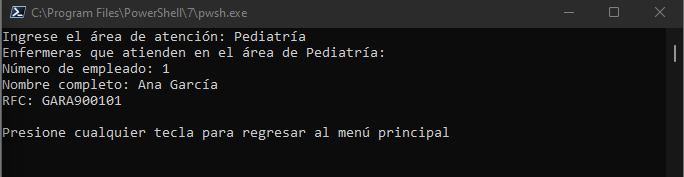 C:\Program Files\PowerShell\7\pwsh.exe
Ingrese el área de atención: Pediatría
Enfermeras que atienden en el área de Pediatría:
Número de empleado: 1
Nombre completo: Ana García
RFC: GARA900101
Presione cualquier tecla para regresar al menú principal